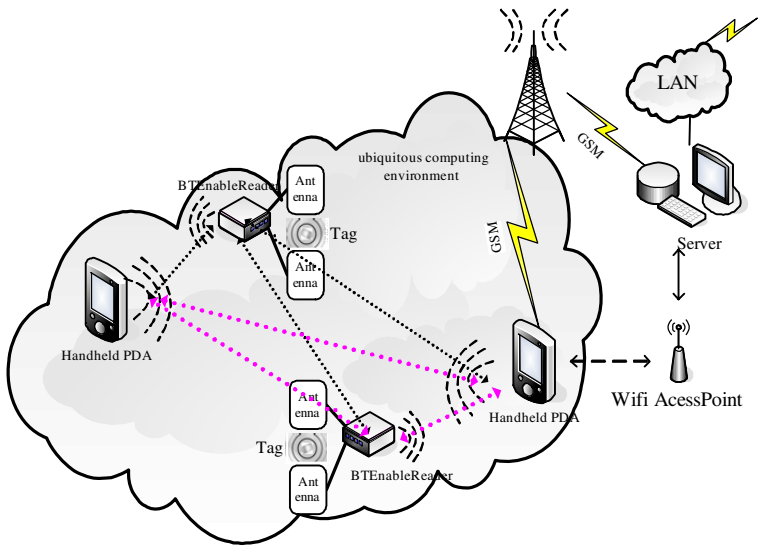 LAN
GSM
ubiquitous computing
environment
BTEnableReader
Ant
enna
Tag
Ant
enna
GSM
Server
Handheld PDA
Wifi AcessPoint
Handheld PDA
Ant
enna
Tag
BTEnableReader
Ant
enna